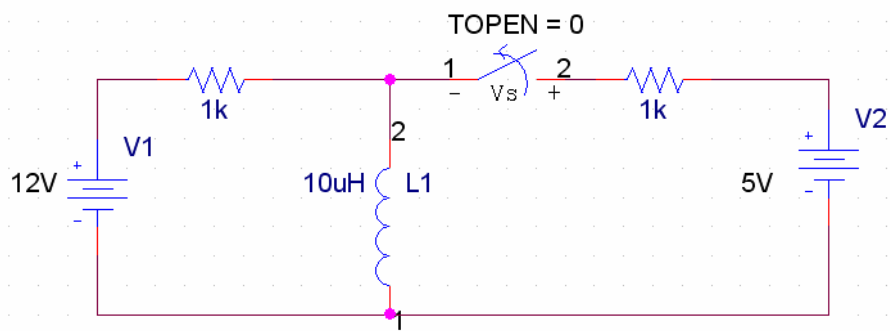 TOPEN = 0
1 2
- Vs +
1k 1k
V1 V2
+ +
2
12V 10uH L1 5V
- -
1